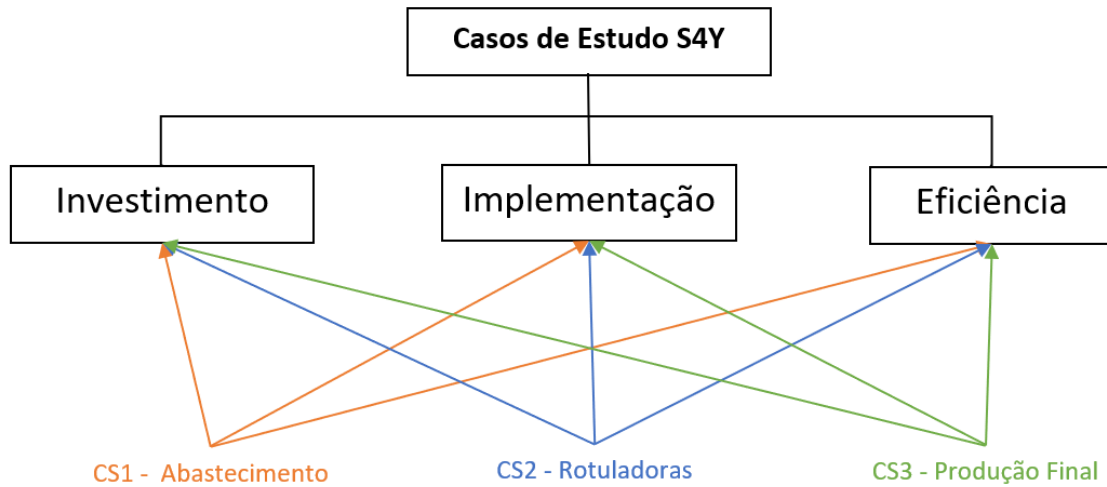 Casos de Estudo S4Y
Investimento
Implementação
Eficiência
CS1 - Abastecimento
CS2 - Rotuladoras
CS3 - Produção Final